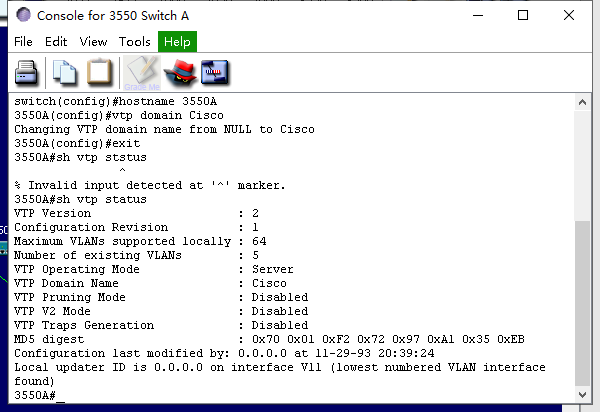 Console for 3550 Switch A
File Edit View Tools Help
Grade Me
switch(config)#hostname 3550A
3550A(config)#vtp domain Cisco
Changing VTP domain name from NULL to Cisco
3550A(config)#exit
3550A#sh vtp ststus
^
% Invalid input detected at '^' marker.
3550A#sh vtp status
VTP Version : 2
Configuration Revision : 1
Maximum VLANs supported locally : 64
Number of existing VLANs : 5
VTP Operating Mode : Server
VTP Domain Name : Cisco
VTP Pruning Mode : Disabled
VTP V2 Mode : Disabled
VTP Traps Generation : Disabled
MD5 digest : 0x70 0x01 0xF2 0x72 0x97 0xA1 0x35 0xEB
Configuration last modified by: 0.0.0.0 at 11-29-93 20:39:24
Local updater ID is 0.0.0.0 on interface Vl1 (lowest numbered VLAN interface
found)
3550A#_